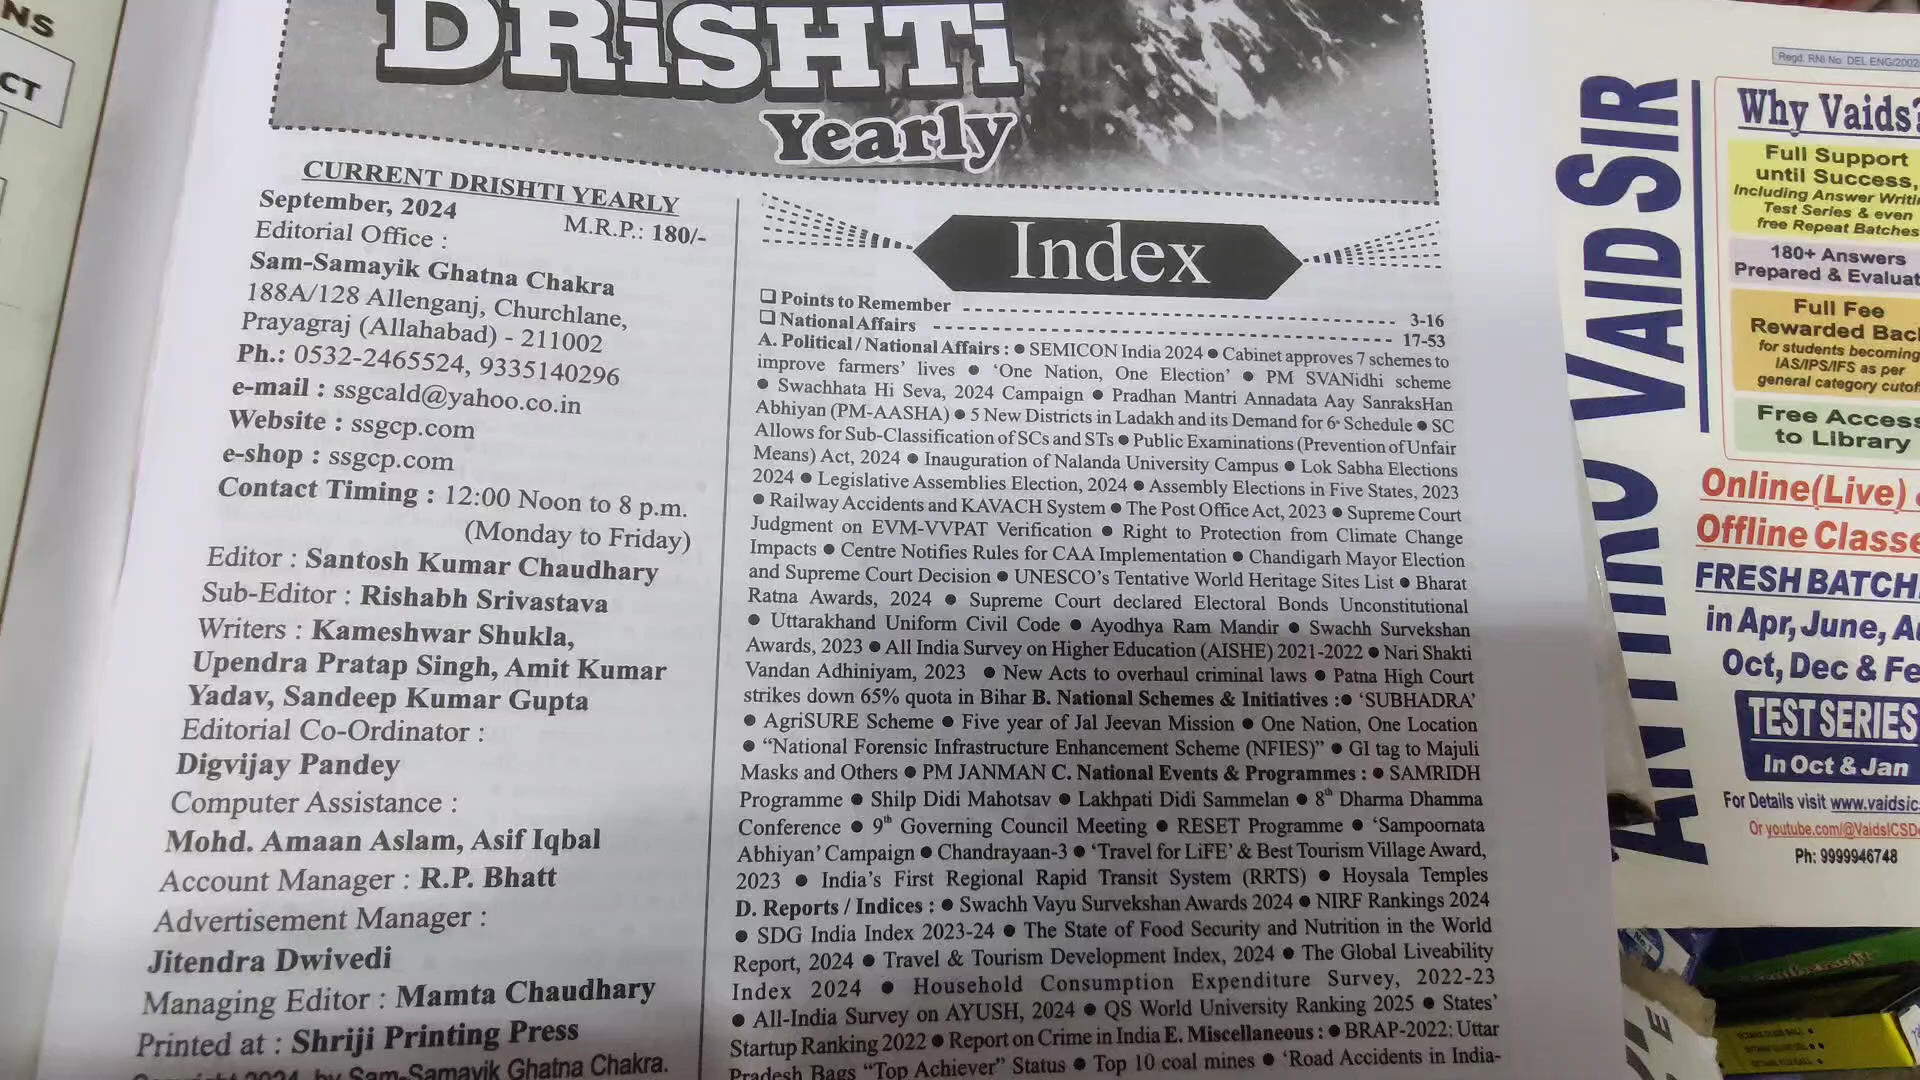 NS
CT
DRiSHTi
Yearly
CURRENT DRISHTI YEARLY
September, 2024
M.R.P.: 180/-
Editorial Office :
Sam-Samayik Ghatna Chakra
188A/128 Allenganj, Churchlane,
Prayagraj (Allahabad) - 211002
Ph.: 0532-2465524, 9335140296
e-mail : ssgcald@yahoo.co.in
Website : ssgcp.com
e-shop : ssgcp.com
Contact Timing : 12:00 Noon to 8 p.m.
(Monday to Friday)
Editor : Santosh Kumar Chaudhary
Sub-Editor : Rishabh Srivastava
Writers : Kameshwar Shukla,
Upendra Pratap Singh, Amit Kumar
Yadav, Sandeep Kumar Gupta
Editorial Co-Ordinator :
Digvijay Pandey
Computer Assistance :
Mohd. Amaan Aslam, Asif Iqbal
Account Manager : R.P. Bhatt
Advertisement Manager :
Jitendra Dwivedi
Managing Editor : Mamta Chaudhary
Printed at : Shriji Printing Press
Copyright 2024, by Sam-Samayik Ghatna Chakra.
Index
❑ Points to Remember 3-16
❑ National Affairs 17-53
A. Political / National Affairs : ● SEMICON India 2024 ● Cabinet approves 7 schemes to
improve farmers' lives ● 'One Nation, One Election' ● PM SVANidhi scheme
● Swachhata Hi Seva, 2024 Campaign ● Pradhan Mantri Annadata Aay SanraksHan
Abhiyan (PM-AASHA) ● 5 New Districts in Ladakh and its Demand for 6th Schedule ● SC
Allows for Sub-Classification of SCs and STs ● Public Examinations (Prevention of Unfair
Means) Act, 2024 ● Inauguration of Nalanda University Campus ● Lok Sabha Elections
2024 ● Legislative Assemblies Election, 2024 ● Assembly Elections in Five States, 2023
● Railway Accidents and KAVACH System ● The Post Office Act, 2023 ● Supreme Court
Judgment on EVM-VVPAT Verification ● Right to Protection from Climate Change
Impacts ● Centre Notifies Rules for CAA Implementation ● Chandigarh Mayor Election
and Supreme Court Decision ● UNESCO's Tentative World Heritage Sites List ● Bharat
Ratna Awards, 2024 ● Supreme Court declared Electoral Bonds Unconstitutional
● Uttarakhand Uniform Civil Code ● Ayodhya Ram Mandir ● Swachh Survekshan
Awards, 2023 ● All India Survey on Higher Education (AISHE) 2021-2022 ● Nari Shakti
Vandan Adhiniyam, 2023 ● New Acts to overhaul criminal laws ● Patna High Court
strikes down 65% quota in Bihar B. National Schemes & Initiatives :● 'SUBHADRA'
● AgriSURE Scheme ● Five year of Jal Jeevan Mission ● One Nation, One Location
● "National Forensic Infrastructure Enhancement Scheme (NFIES)" ● GI tag to Majuli
Masks and Others ● PM JANMAN C. National Events & Programmes : ● SAMRIDH
Programme ● Shilp Didi Mahotsav ● Lakhpati Didi Sammelan ● 8th Dharma Dhamma
Conference ● 9th Governing Council Meeting ● RESET Programme ● 'Sampoornata
Abhiyan' Campaign ● Chandrayaan-3 ● 'Travel for LiFE' & Best Tourism Village Award,
2023 ● India's First Regional Rapid Transit System (RRTS) ● Hoysala Temples
D. Reports / Indices : ● Swachh Vayu Survekshan Awards 2024 ● NIRF Rankings 2024
● SDG India Index 2023-24 ● The State of Food Security and Nutrition in the World
Report, 2024 ● Travel & Tourism Development Index, 2024 ● The Global Liveability
Index 2024 ● Household Consumption Expenditure Survey, 2022-23
● All-India Survey on AYUSH, 2024 ● QS World University Ranking 2025 ● States'
Startup Ranking 2022 ● Report on Crime in India E. Miscellaneous : ● BRAP-2022: Uttar
Pradesh Bags "Top Achiever" Status ● Top 10 coal mines ● 'Road Accidents in India-
VAID SIR
Regd. RNI No. DEL ENG/2002
Why Vaids?
Full Support
until Success,
Including Answer Writi
Test Series & even
free Repeat Batches
180+ Answers
Prepared & Evaluat
Full Fee
Rewarded Bac
for students becoming
IAS/IPS/IFS as per
general category cutof
Free Access
to Library
Online(Live)
Offline Classe
FRESH BATCH
in Apr, June, A
Oct, Dec & Fe
TEST SERIES
In Oct & Jan
For Details visit www.vaidsic
Or youtube.com/@VaidsICSDe
Ph: 9999946748